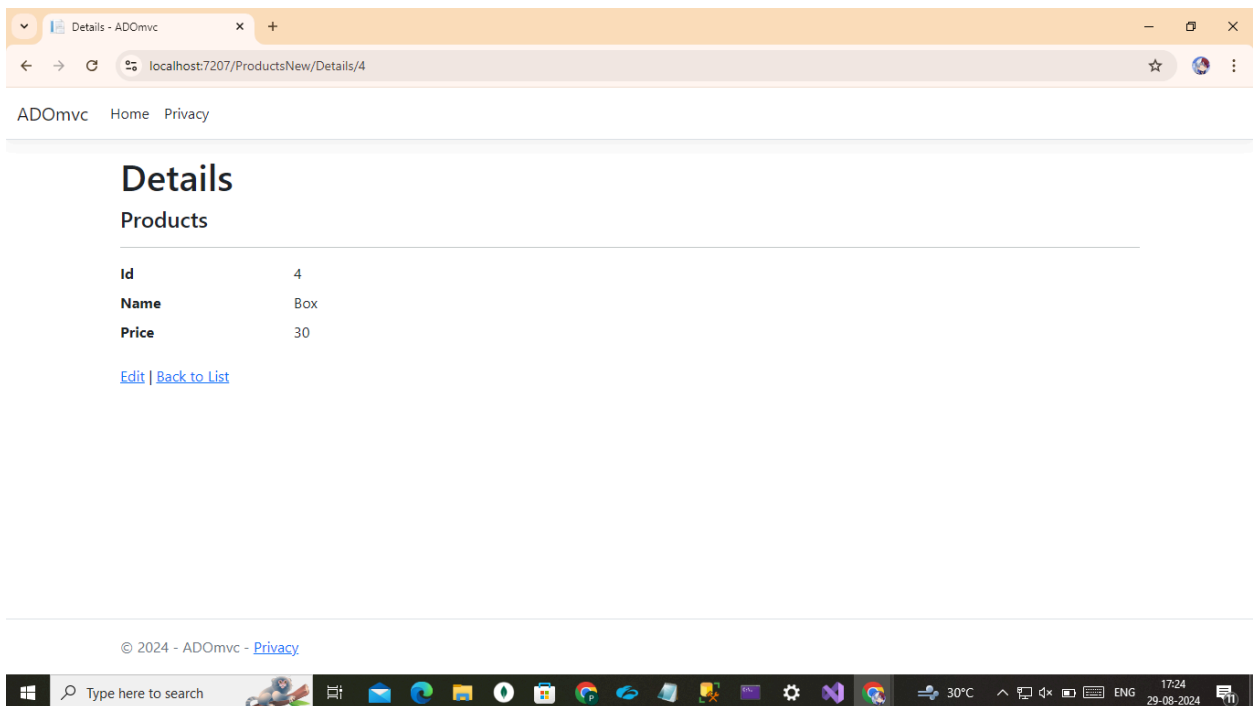 Details - ADOmvc
localhost:7207/ProductsNew/Details/4
ADOmvc Home Privacy
Details
Products
Id 4
Name Box
Price 30
Edit | Back to List
© 2024 - ADOmvc - Privacy
Type here to search 30°C ENG 17:24
29-08-2024